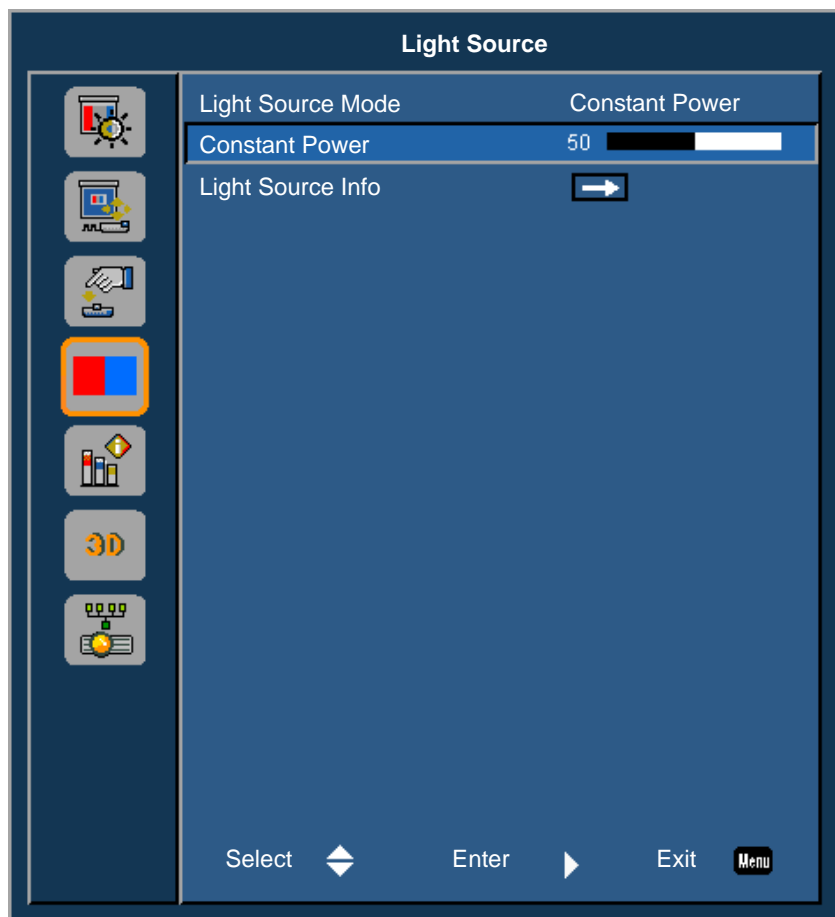 Light Source
Light Source Mode Constant Power
Constant Power 50
Light Source Info
3D
Select Enter Exit Menu